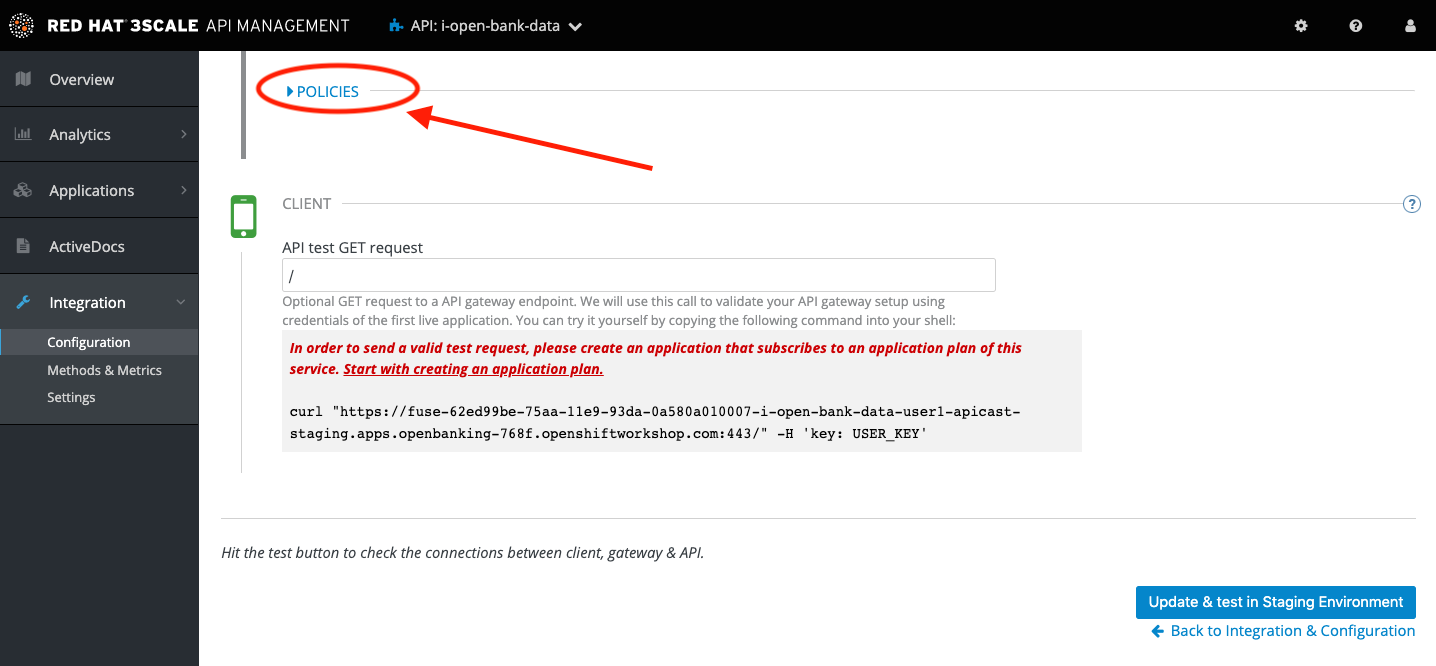 RED HAT 3SCALE API MANAGEMENT
API: i-open-bank-data
Overview
Analytics
Applications
ActiveDocs
Integration
Configuration
Methods & Metrics
Settings
POLICIES
CLIENT
?
API test GET request
/
Optional GET request to a API gateway endpoint. We will use this call to validate your API gateway setup using
credentials of the first live application. You can try it yourself by copying the following command into your shell:
In order to send a valid test request, please create an application that subscribes to an application plan of this
service. Start with creating an application plan.
curl "https://fuse-62ed99be-75aa-11e9-93da-0a580a010007-i-open-bank-data-user1-apicast-
staging.apps.openbanking-768f.openshiftworkshop.com:443/" -H 'key: USER_KEY'
Hit the test button to check the connections between client, gateway & API.
Update & test in Staging Environment
Back to Integration & Configuration